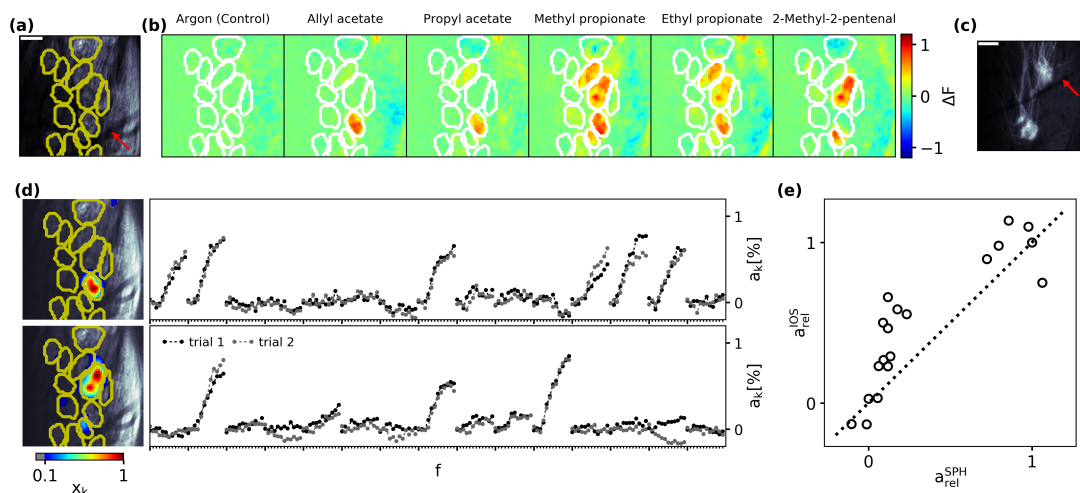 (a)
(b)
Argon (Control)
Allyl acetate
Propyl acetate
Methyl propionate
Ethyl propionate
2-Methyl-2-pentenal
1
0
−1
ΔF
(c)
(d)
1
0
a_k[%]
trial 1
trial 2
1
0
a_k[%]
f
0.1
1
x_k
(e)
1
0
a_rel^IOS
0
1
a_rel^SPH